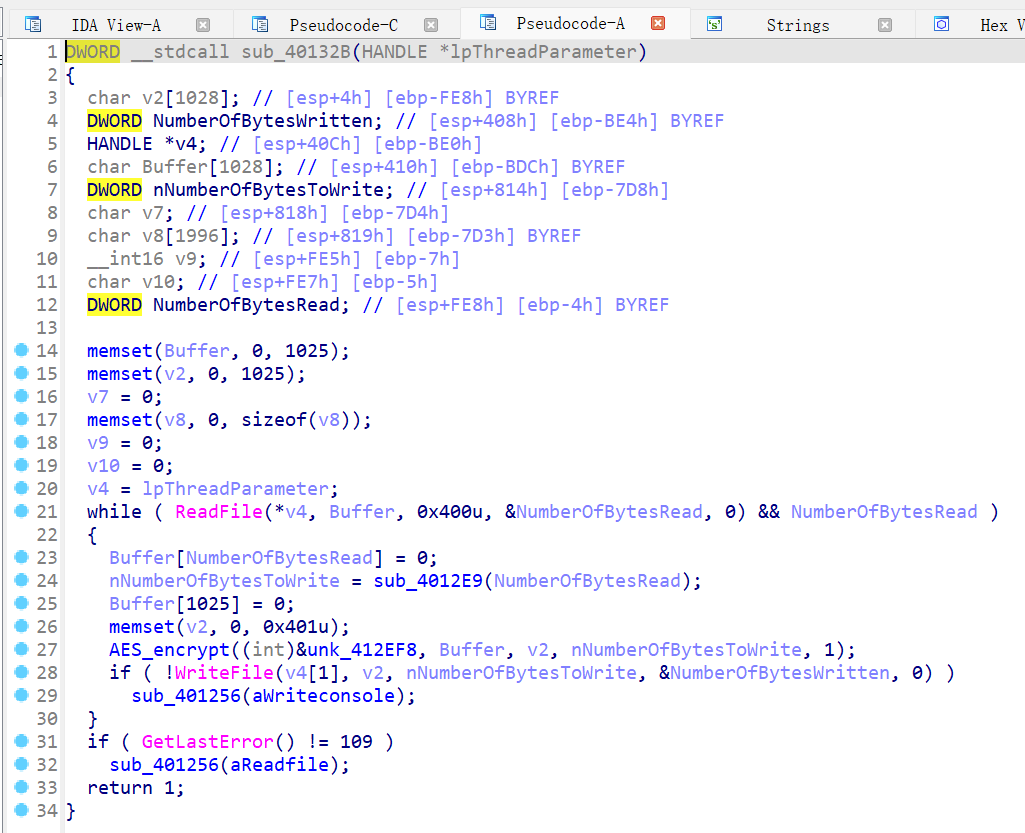 IDA View-A Pseudocode-C Pseudocode-A Strings Hex V
1 DWORD __stdcall sub_40132B(HANDLE *lpThreadParameter)
2 {
3 char v2[1028]; // [esp+4h] [ebp-FE8h] BYREF
4 DWORD NumberOfBytesWritten; // [esp+408h] [ebp-BE4h] BYREF
5 HANDLE *v4; // [esp+40Ch] [ebp-BE0h]
6 char Buffer[1028]; // [esp+410h] [ebp-BDCh] BYREF
7 DWORD nNumberOfBytesToWrite; // [esp+814h] [ebp-7D8h]
8 char v7; // [esp+818h] [ebp-7D4h]
9 char v8[1996]; // [esp+819h] [ebp-7D3h] BYREF
10 __int16 v9; // [esp+FE5h] [ebp-7h]
11 char v10; // [esp+FE7h] [ebp-5h]
12 DWORD NumberOfBytesRead; // [esp+FE8h] [ebp-4h] BYREF
13
14 memset(Buffer, 0, 1025);
15 memset(v2, 0, 1025);
16 v7 = 0;
17 memset(v8, 0, sizeof(v8));
18 v9 = 0;
19 v10 = 0;
20 v4 = lpThreadParameter;
21 while ( ReadFile(*v4, Buffer, 0x400u, &NumberOfBytesRead, 0) && NumberOfBytesRead )
22 {
23 Buffer[NumberOfBytesRead] = 0;
24 nNumberOfBytesToWrite = sub_4012E9(NumberOfBytesRead);
25 Buffer[1025] = 0;
26 memset(v2, 0, 0x401u);
27 AES_encrypt((int)&unk_412EF8, Buffer, v2, nNumberOfBytesToWrite, 1);
28 if ( !WriteFile(v4[1], v2, nNumberOfBytesToWrite, &NumberOfBytesWritten, 0) )
29 sub_401256(aWriteconsole);
30 }
31 if ( GetLastError() != 109 )
32 sub_401256(aReadfile);
33 return 1;
34 }